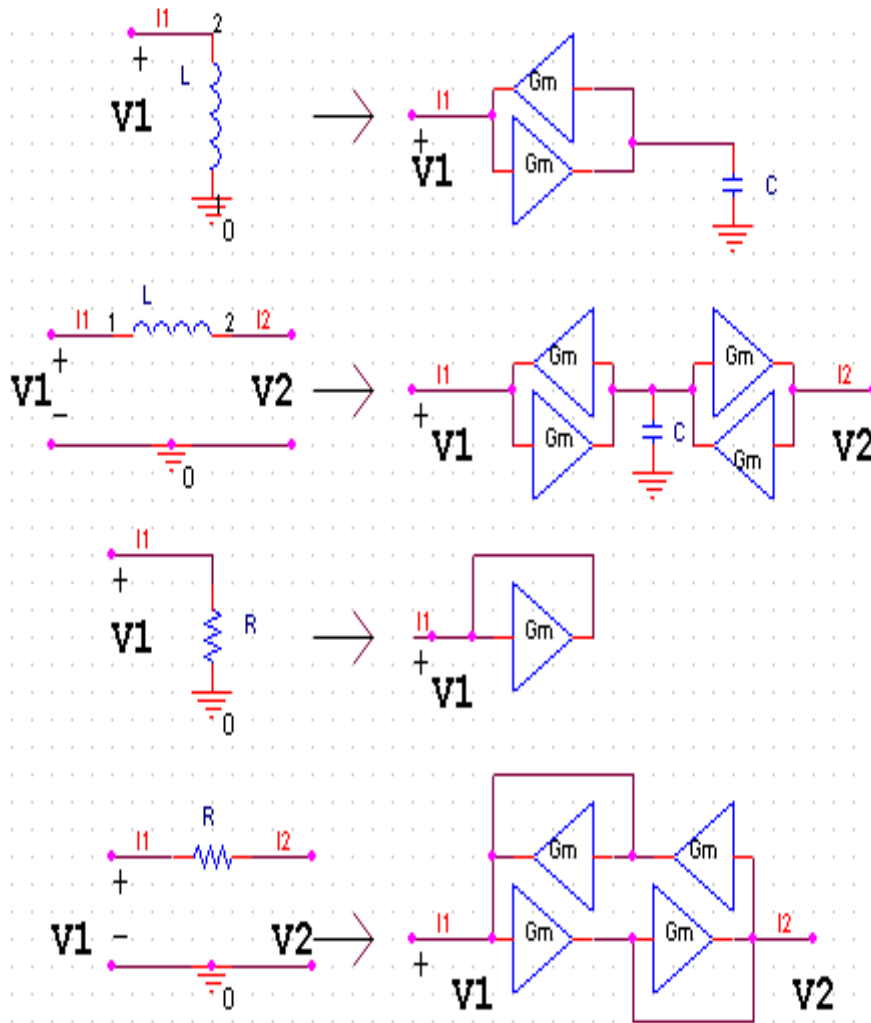 I1 2
+ L
V1
1
0
I1 Gm
+ Gm
V1 C
L
I1 1 2 I2
+
V1 V2
-
0
Gm Gm
I1 I2
+ Gm C Gm
V1 V2
I1
+
V1 R
0
I1 Gm
+
V1
R
I1 I2
+
V1 - V2
0
Gm Gm
I1 Gm Gm I2
+
V1 V2